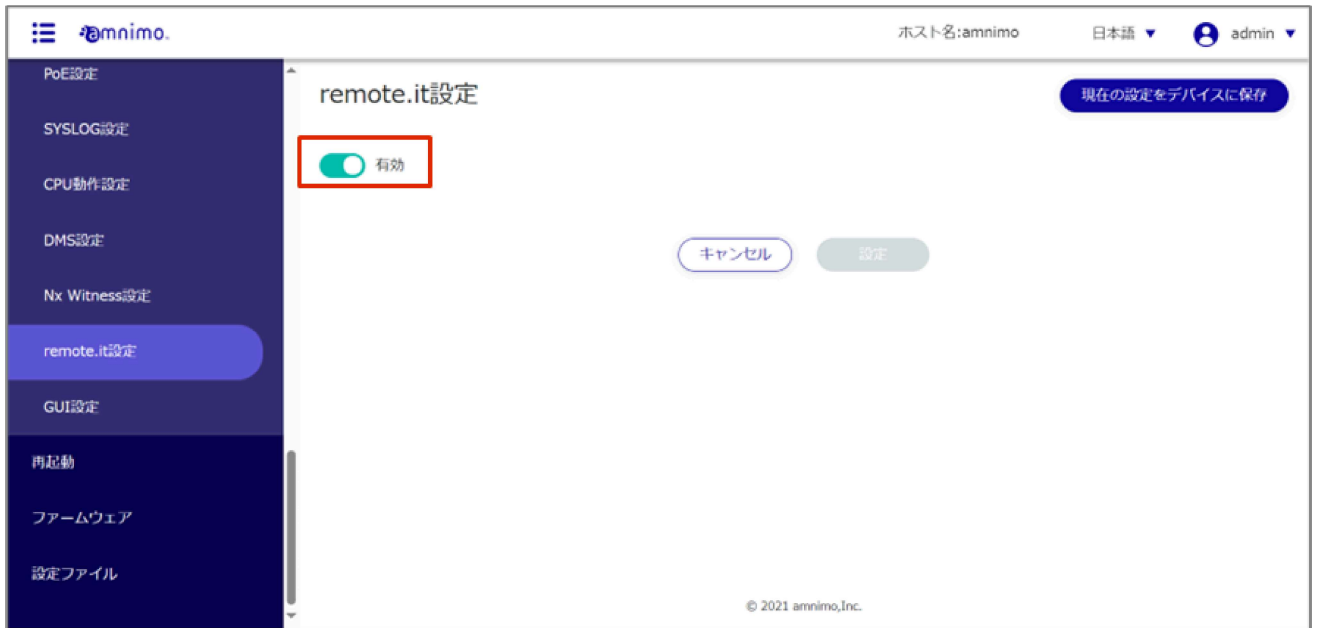 amnimo.
ホスト名:amnimo
日本語 ▼
admin ▼
PoE設定
SYSLOG設定
CPU動作設定
DMS設定
Nx Witness設定
remote.it設定
GUI設定
再起動
ファームウェア
設定ファイル
remote.it設定
現在の設定をデバイスに保存
有効
キャンセル
設定
© 2021 amnimo,Inc.